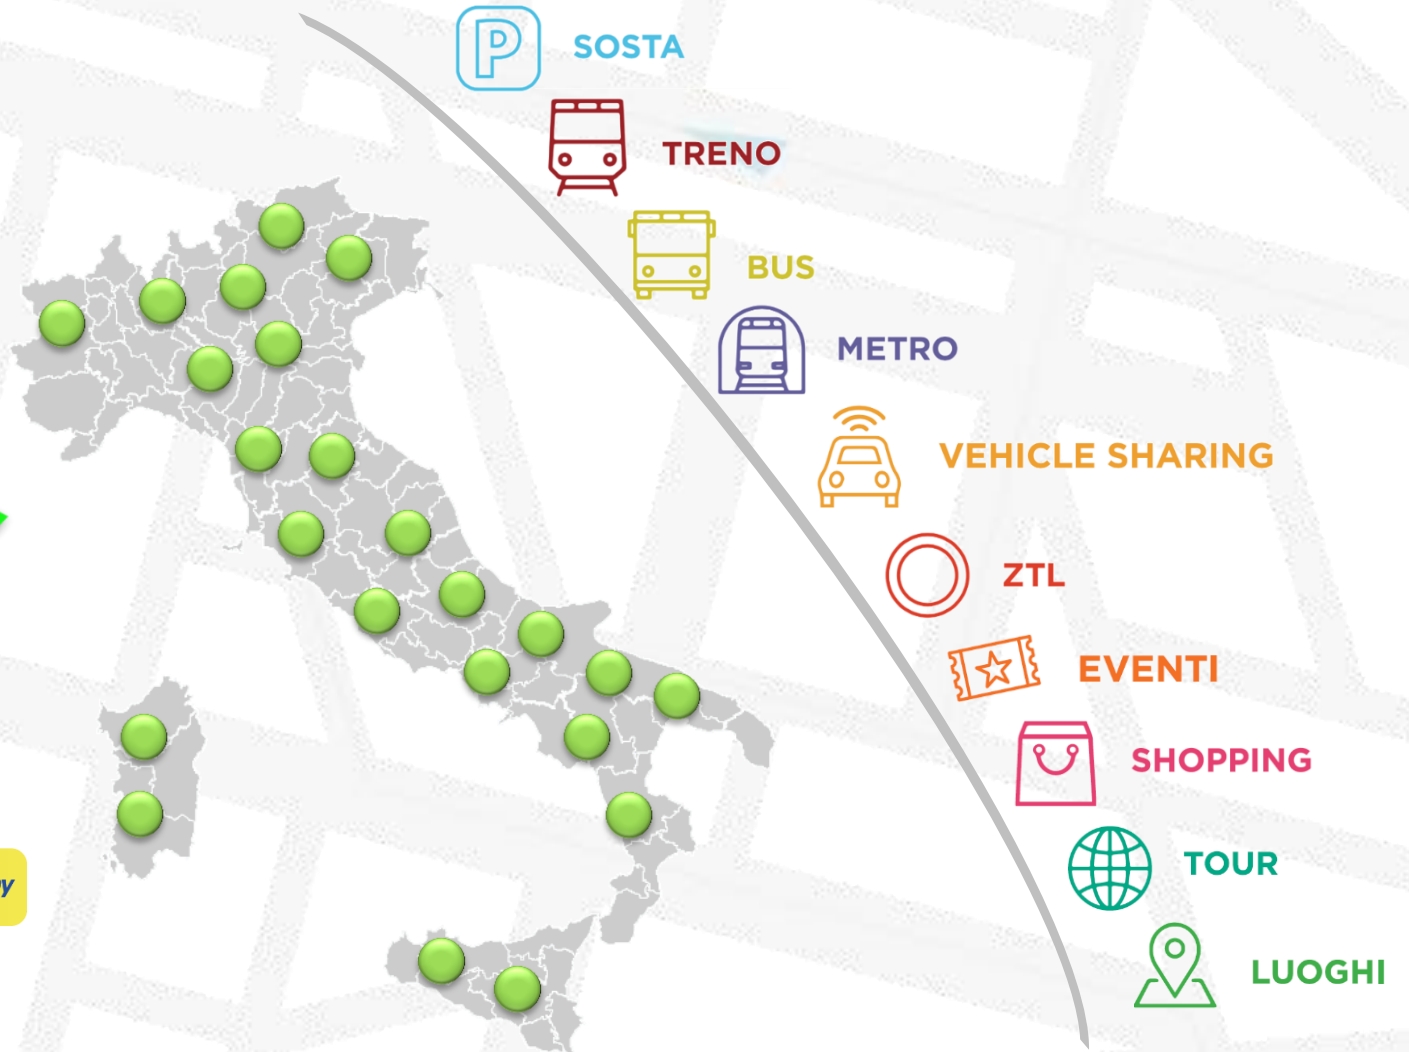 P SOSTA
TRENO
BUS
METRO
VEHICLE SHARING
ZTL
EVENTI
SHOPPING
TOUR
LUOGHI